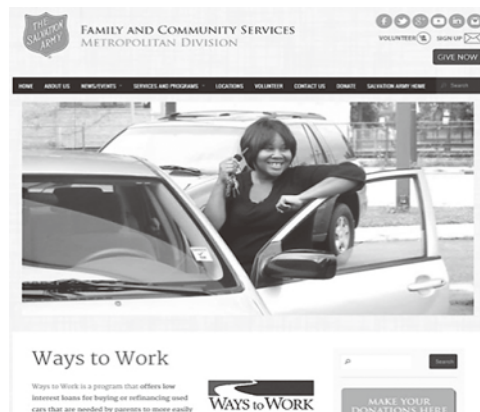 THE
SALVATION
ARMY
FAMILY AND COMMUNITY SERVICES
METROPOLITAN DIVISION
VOLUNTEER SIGN UP
GIVE NOW
HOME ABOUT US NEWS/EVENTS SERVICES AND PROGRAMS LOCATIONS VOLUNTEER CONTACT US DONATE SALVATION ARMY HOME Search
Ways to Work
Search
Ways to Work is a program that offers low
interest loans for buying or refinancing used
cars that are needed by parents to more easily
WAYS to WORK
MAKE YOUR
DONATIONS HERE